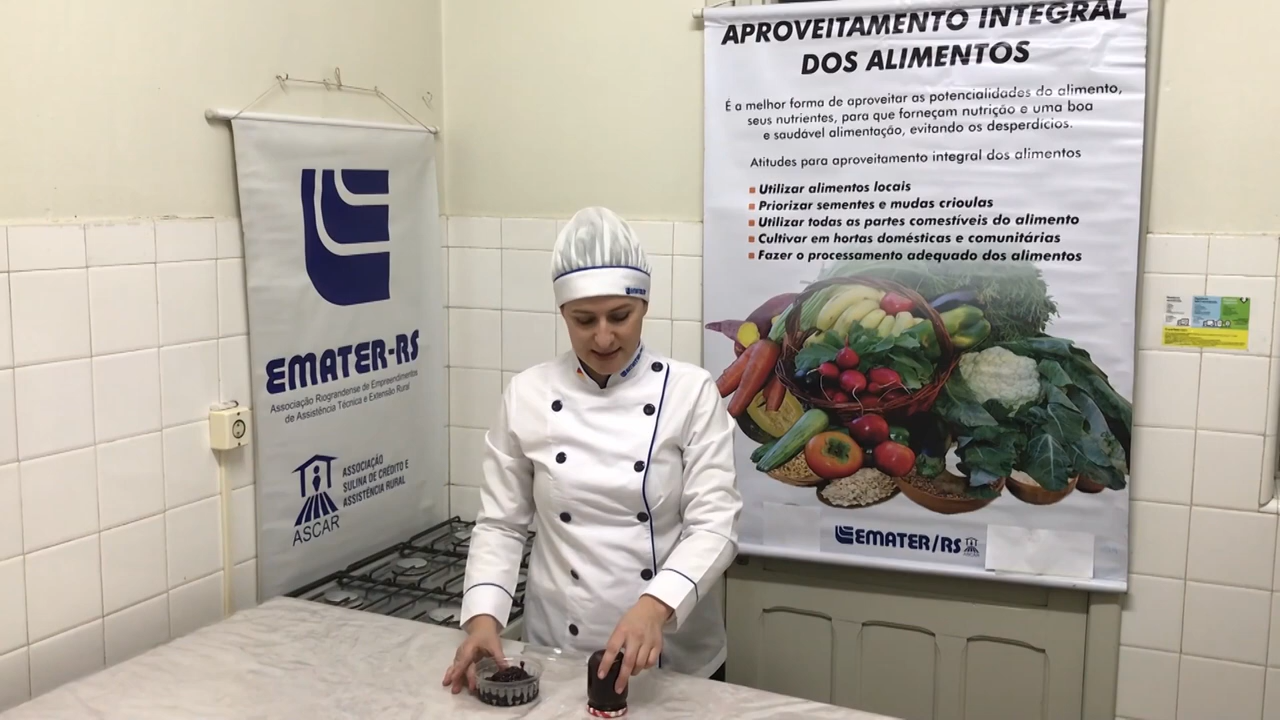 EMATER-RS
Associação Riograndense de Empreendimentos
de Assistência Técnica e Extensão Rural
ASCAR
ASSOCIAÇÃO
SULINA DE CRÉDITO E
ASSISTÊNCIA RURAL
APROVEITAMENTO INTEGRAL
DOS ALIMENTOS
É a melhor forma de aproveitar as potencialidades do alimento,
seus nutrientes, para que forneçam nutrição e uma boa
e saudável alimentação, evitando os desperdícios.
Atitudes para aproveitamento integral dos alimentos
Utilizar alimentos locais
Priorizar sementes e mudas crioulas
Utilizar todas as partes comestíveis do alimento
Cultivar em hortas domésticas e comunitárias
Fazer o processamento adequado dos alimentos
EMATER/RS
ASCAR